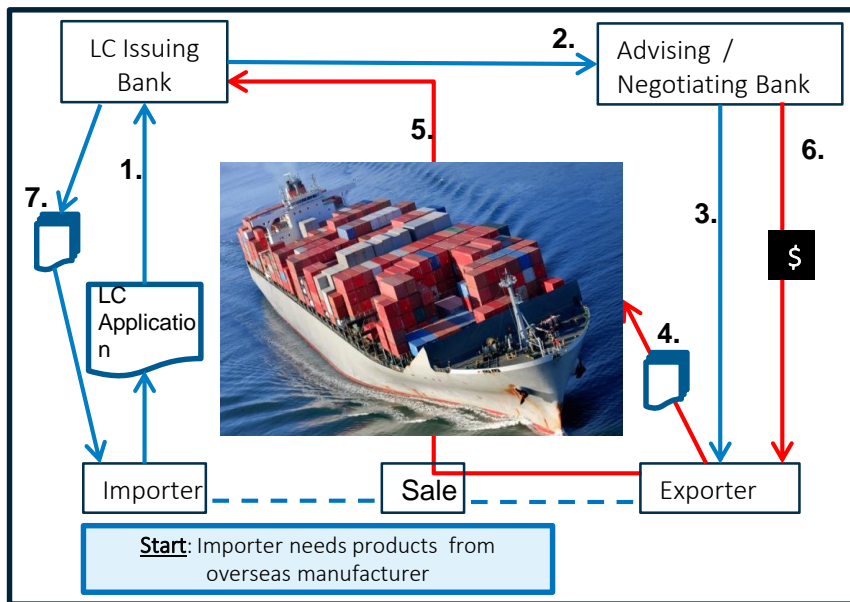 LC Issuing
Bank
2.
Advising /
Negotiating Bank
5.
6.
1.
7.
3.
$
LC
Applicatio
n
4.
Importer
Sale
Exporter
Start: Importer needs products from
overseas manufacturer